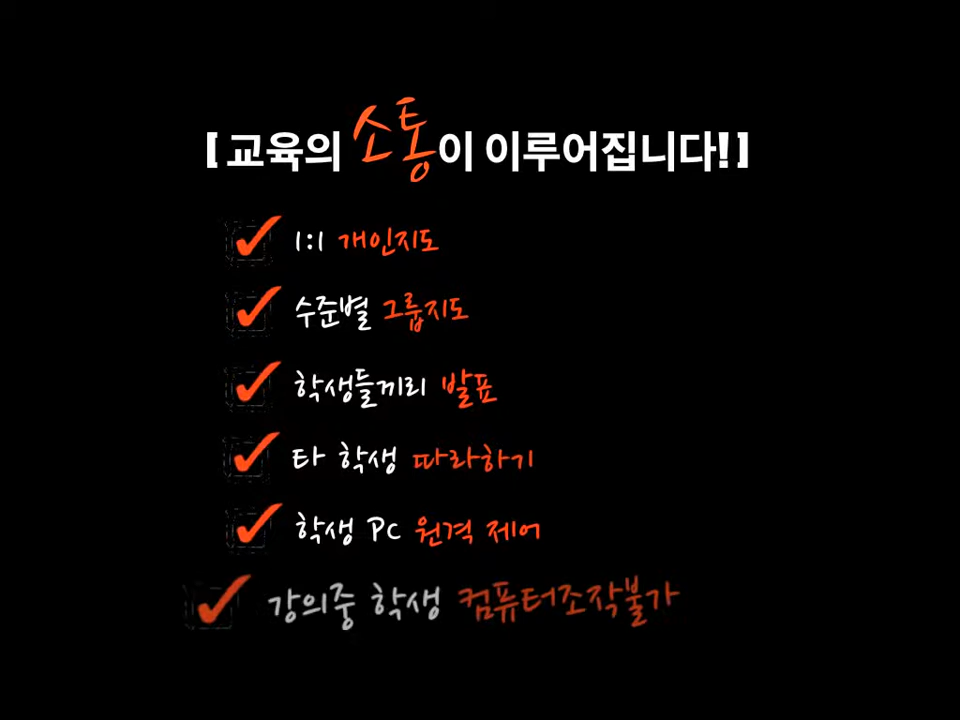 [ 교육의 소통이 이루어집니다! ]
1:1 개인지도
수준별 그룹지도
학생들끼리 발표
타 학생 따라하기
학생 PC 원격 제어
강의중 학생 컴퓨터조작불가